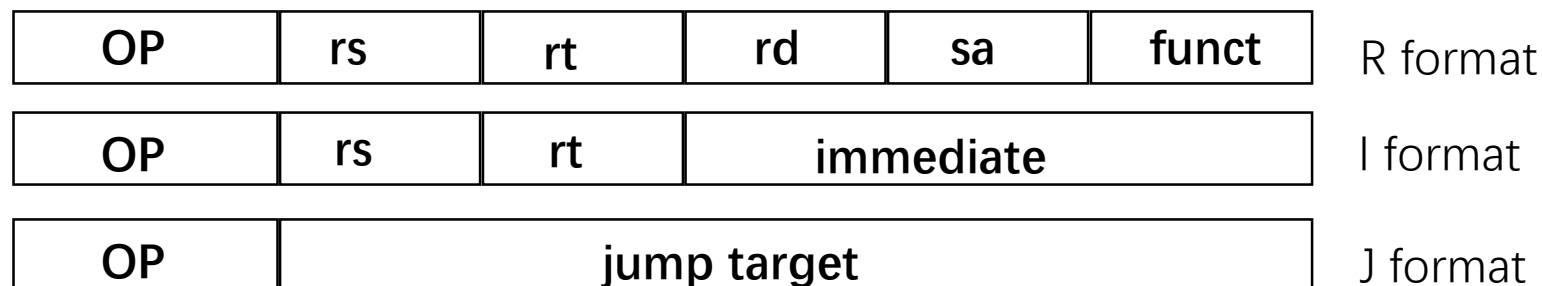 OP rs rt rd sa funct R format
OP rs rt immediate I format
OP jump target J format